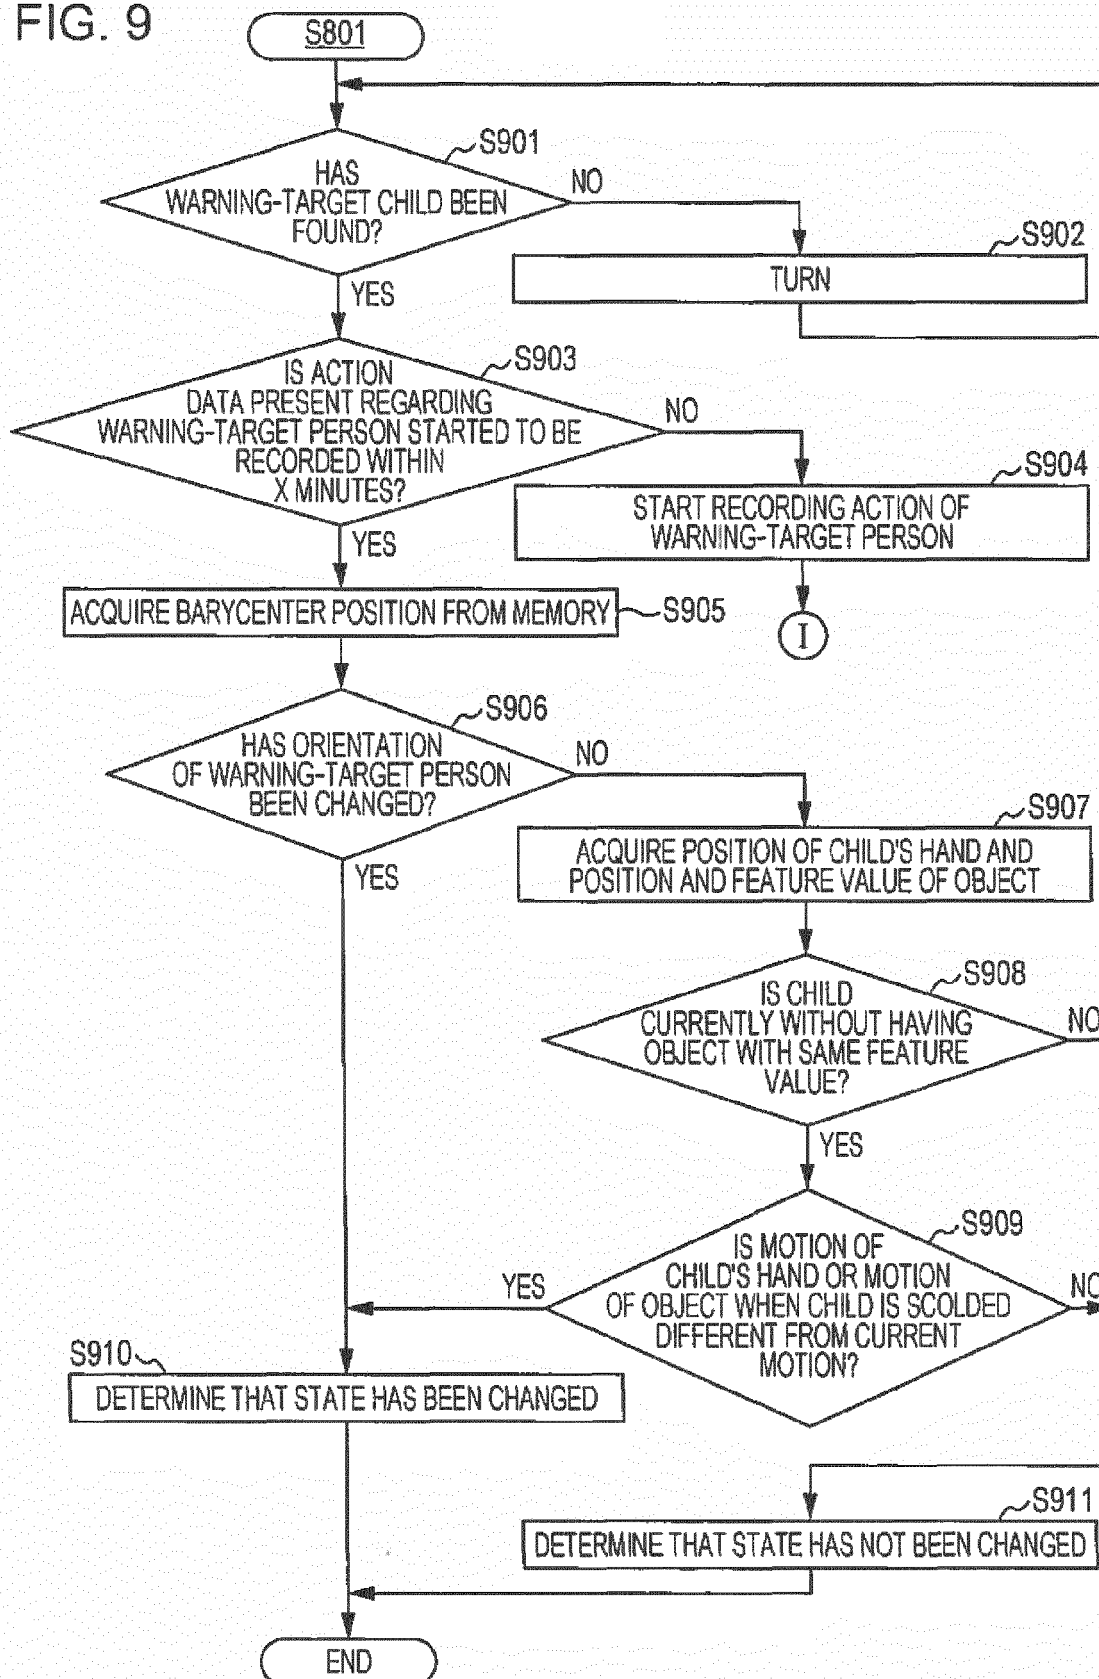 FIG. 9
S801
S901
HAS
WARNING-TARGET CHILD BEEN
FOUND?
NO
S902
TURN
YES
S903
IS ACTION
DATA PRESENT REGARDING
WARNING-TARGET PERSON STARTED TO BE
RECORDED WITHIN
X MINUTES?
NO
S904
START RECORDING ACTION OF
WARNING-TARGET PERSON
I
YES
ACQUIRE BARYCENTER POSITION FROM MEMORY
S905
S906
HAS ORIENTATION
OF WARNING-TARGET PERSON
BEEN CHANGED?
NO
S907
ACQUIRE POSITION OF CHILD'S HAND AND
POSITION AND FEATURE VALUE OF OBJECT
YES
S908
IS CHILD
CURRENTLY WITHOUT HAVING
OBJECT WITH SAME FEATURE
VALUE?
NO
YES
S909
IS MOTION OF
CHILD'S HAND OR MOTION
OF OBJECT WHEN CHILD IS SCOLDED
DIFFERENT FROM CURRENT
MOTION?
YES
NO
S910
DETERMINE THAT STATE HAS BEEN CHANGED
S911
DETERMINE THAT STATE HAS NOT BEEN CHANGED
END